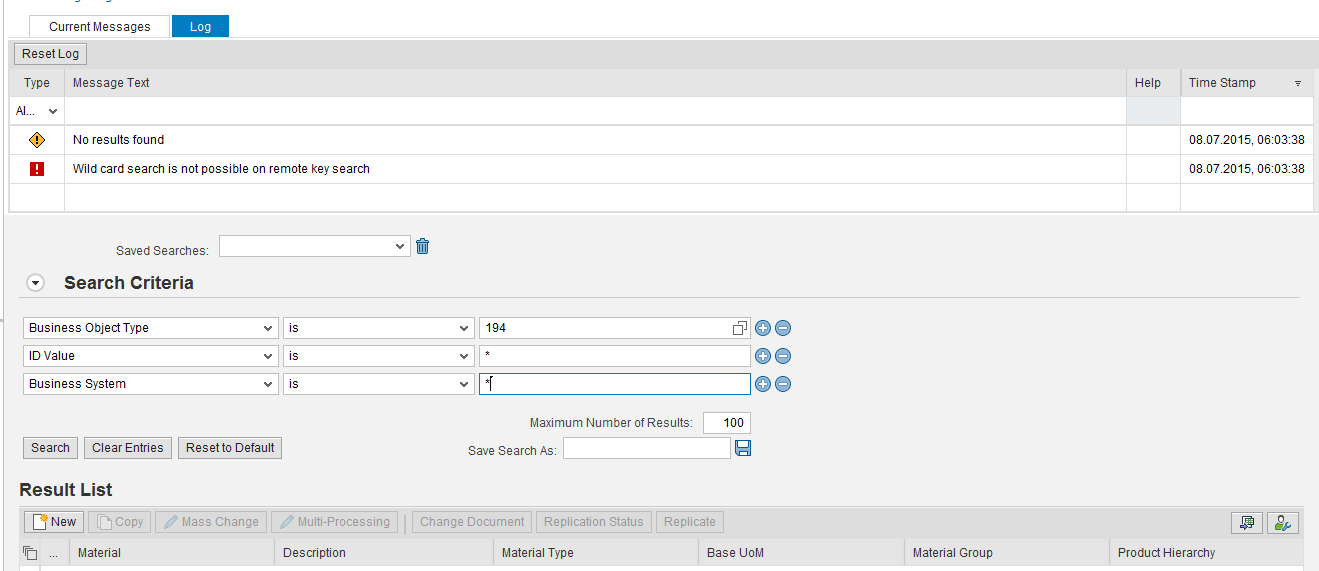 Current Messages Log
Reset Log
Type Message Text Help Time Stamp
Al...
No results found 08.07.2015, 06:03:38
Wild card search is not possible on remote key search 08.07.2015, 06:03:38
Saved Searches:
Search Criteria
Business Object Type is 194
ID Value is *
Business System is *
Maximum Number of Results: 100
Search Clear Entries Reset to Default Save Search As:
Result List
New Copy Mass Change Multi-Processing Change Document Replication Status Replicate
... Material Description Material Type Base UoM Material Group Product Hierarchy